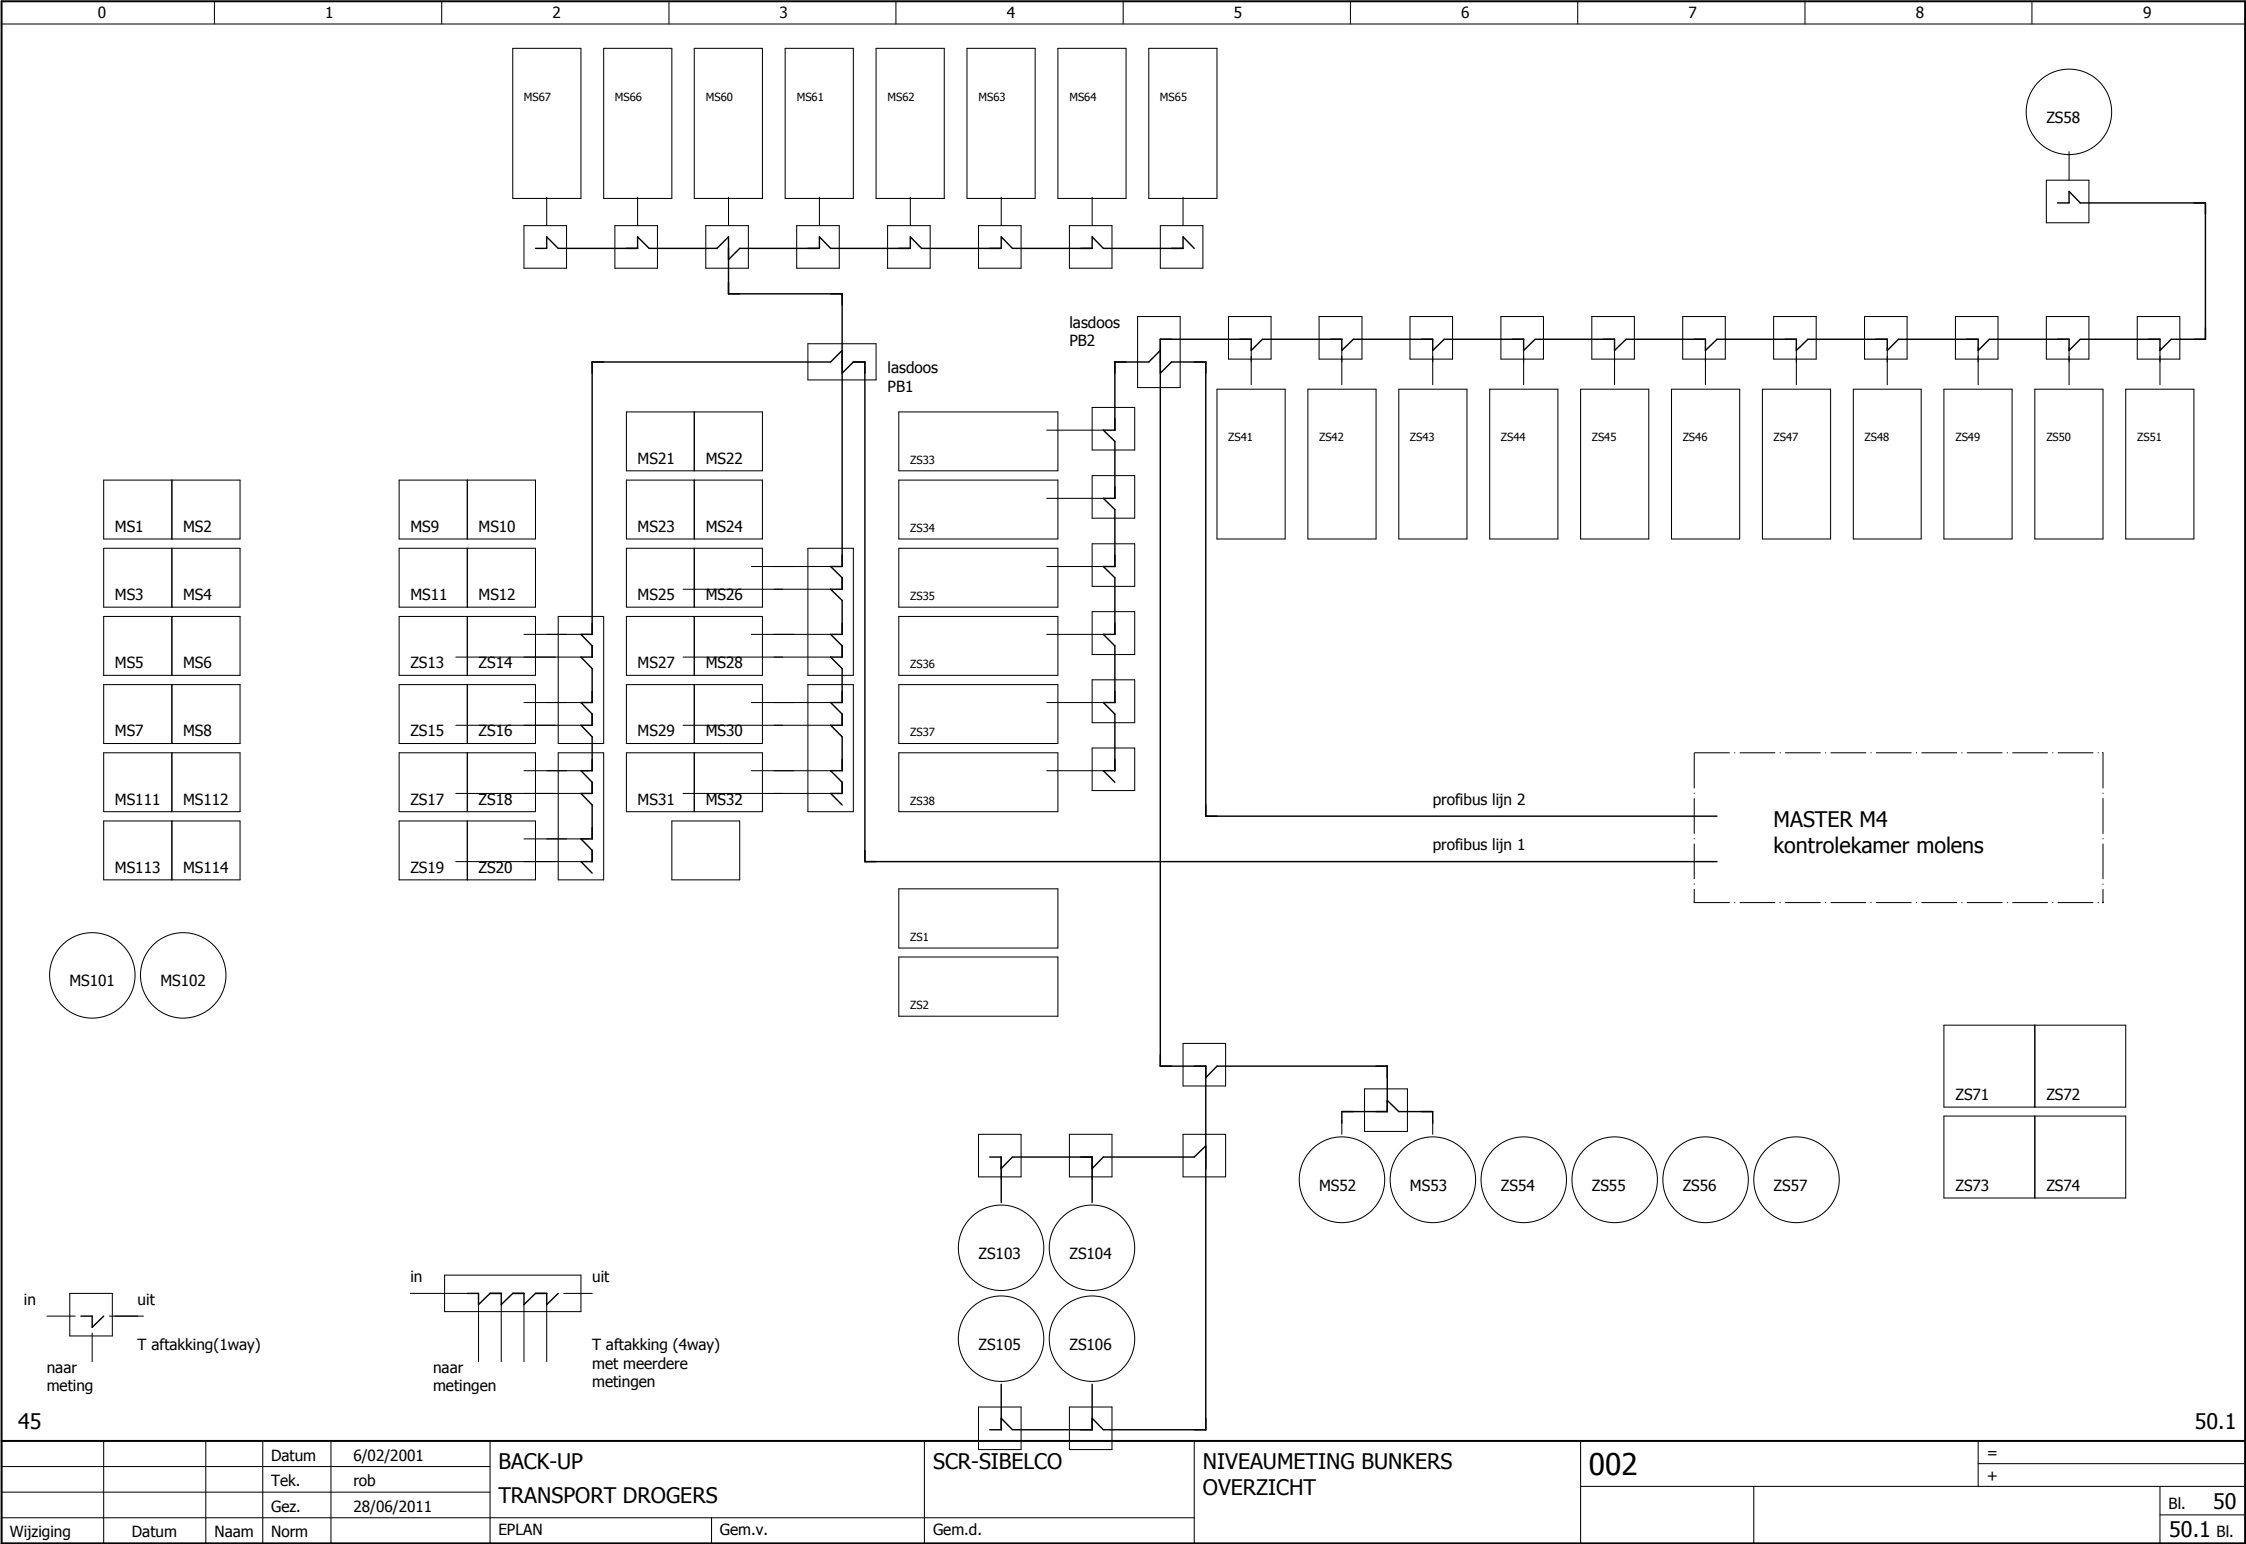 0 1 2 3 4 5 6 7 8 9
MS67 MS66 MS60 MS61 MS62 MS63 MS64 MS65
ZS58
lasdoos
PB2
lasdoos
PB1
ZS41 ZS42 ZS43 ZS44 ZS45 ZS46 ZS47 ZS48 ZS49 ZS50 ZS51
MS21 MS22 ZS33
MS1 MS2 MS9 MS10 MS23 MS24 ZS34
MS3 MS4 MS11 MS12 MS25 MS26 ZS35
MS5 MS6 ZS13 ZS14 MS27 MS28 ZS36
MS7 MS8 ZS15 ZS16 MS29 MS30 ZS37
MS111 MS112 ZS17 ZS18 MS31 MS32 ZS38
profibus lijn 2
MASTER M4
profibus lijn 1
kontrolekamer molens
MS113 MS114 ZS19 ZS20
ZS1
MS101 MS102
ZS2
ZS71 ZS72
MS52 MS53 ZS54 ZS55 ZS56 ZS57
ZS73 ZS74
ZS103 ZS104
ZS105 ZS106
in uit
T aftakking(1way)
naar
meting
in uit
T aftakking (4way)
met meerdere
metingen
naar
metingen
45 50.1
Datum 6/02/2001
Tek. rob
Gez. 28/06/2011
Wijziging Datum Naam Norm
BACK-UP
TRANSPORT DROGERS
EPLAN Gem.v. Gem.d.
SCR-SIBELCO
NIVEAUMETING BUNKERS
OVERZICHT
002
=
+
Bl. 50
50.1 Bl.